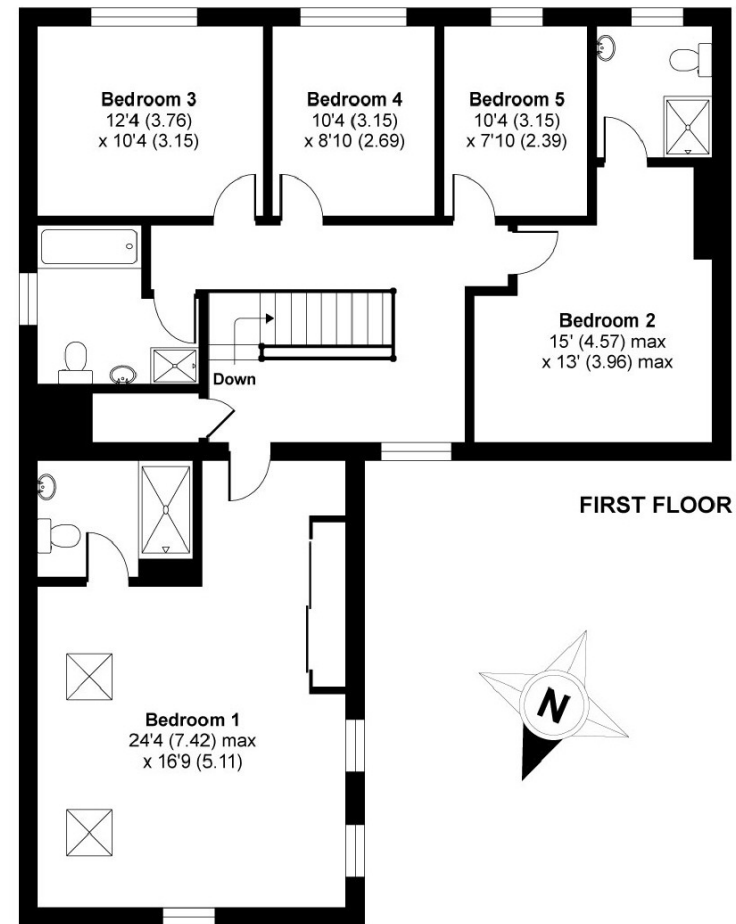 Bedroom 3
12'4 (3.76)
x 10'4 (3.15)
Bedroom 4
10'4 (3.15)
x 8'10 (2.69)
Bedroom 5
10'4 (3.15)
x 7'10 (2.39)
Bedroom 2
15' (4.57) max
x 13' (3.96) max
Down
FIRST FLOOR
Bedroom 1
24'4 (7.42) max
x 16'9 (5.11)
N